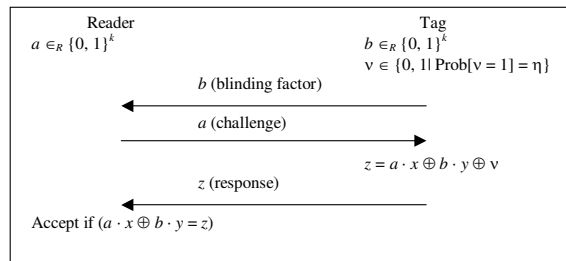 Reader Tag
a ∈R {0, 1}^k b ∈R {0, 1}^k
ν ∈ {0, 1| Prob[ν = 1] = η}
b (blinding factor)
a (challenge)
z = a · x ⊕ b · y ⊕ ν
z (response)
Accept if (a · x ⊕ b · y = z)